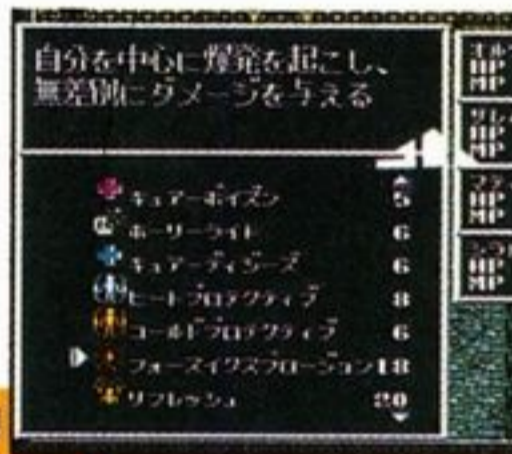 自分を中心に爆発を起こし、
無差別にダメージを与える
キュアーポイズン 5
ホーリーライト 6
キュアーディジーズ 6
ヒートプロテクティブ 8
コールドプロテクティブ 6
フォースイクスプロージョン 18
リフレッシュ 20
HP
MP
HP
MP
HP
MP
HP
MP